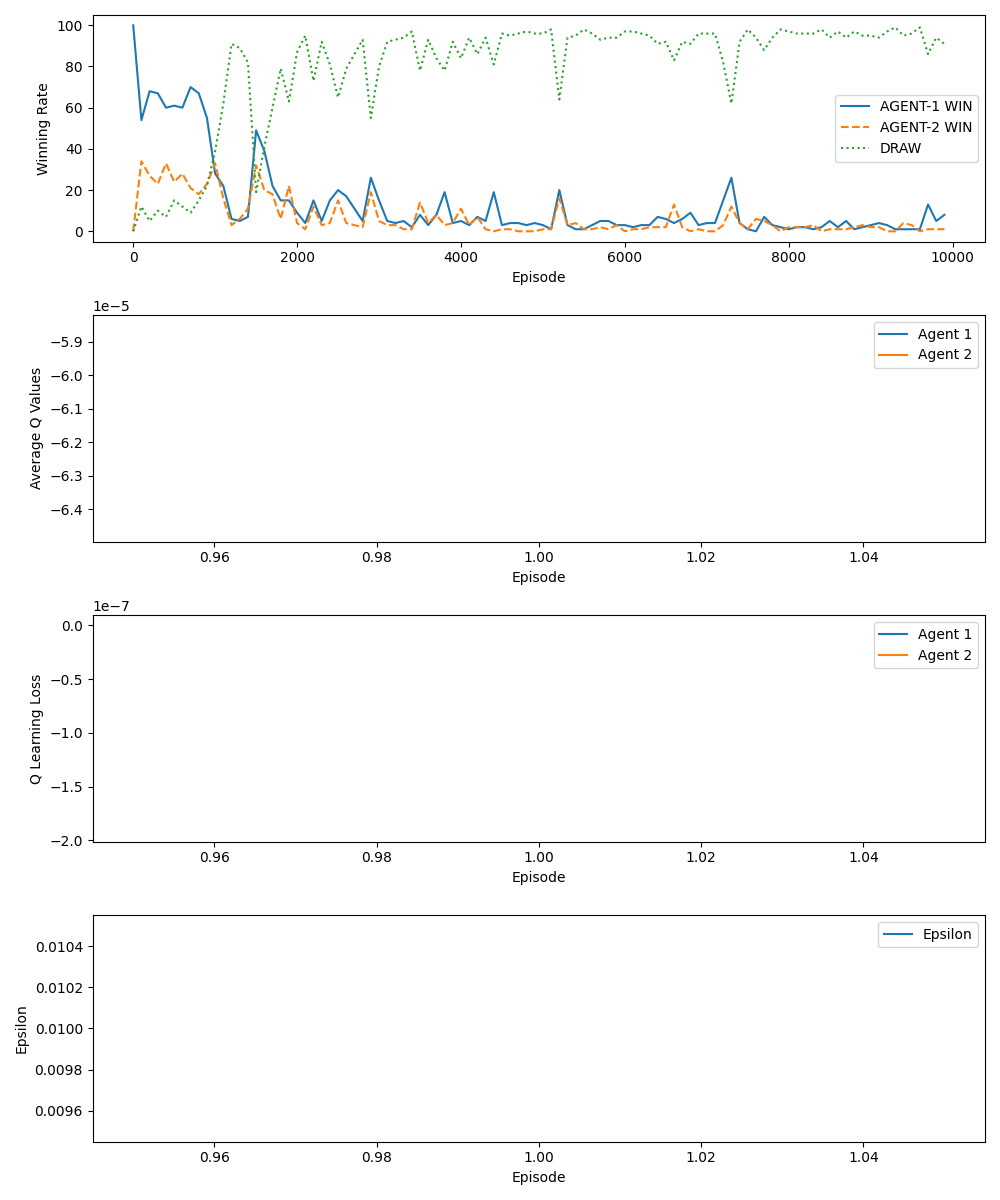 100
80
60
40
20
0
Winning Rate
AGENT-1 WIN
AGENT-2 WIN
DRAW
0 2000 4000 6000 8000 10000
Episode
1e−5
−5.9
−6.0
−6.1
−6.2
−6.3
−6.4
Average Q Values
Agent 1
Agent 2
0.96 0.98 1.00 1.02 1.04
Episode
1e−7
0.0
−0.5
−1.0
−1.5
−2.0
Q Learning Loss
Agent 1
Agent 2
0.96 0.98 1.00 1.02 1.04
Episode
0.0104
0.0102
0.0100
0.0098
0.0096
Epsilon
Epsilon
0.96 0.98 1.00 1.02 1.04
Episode